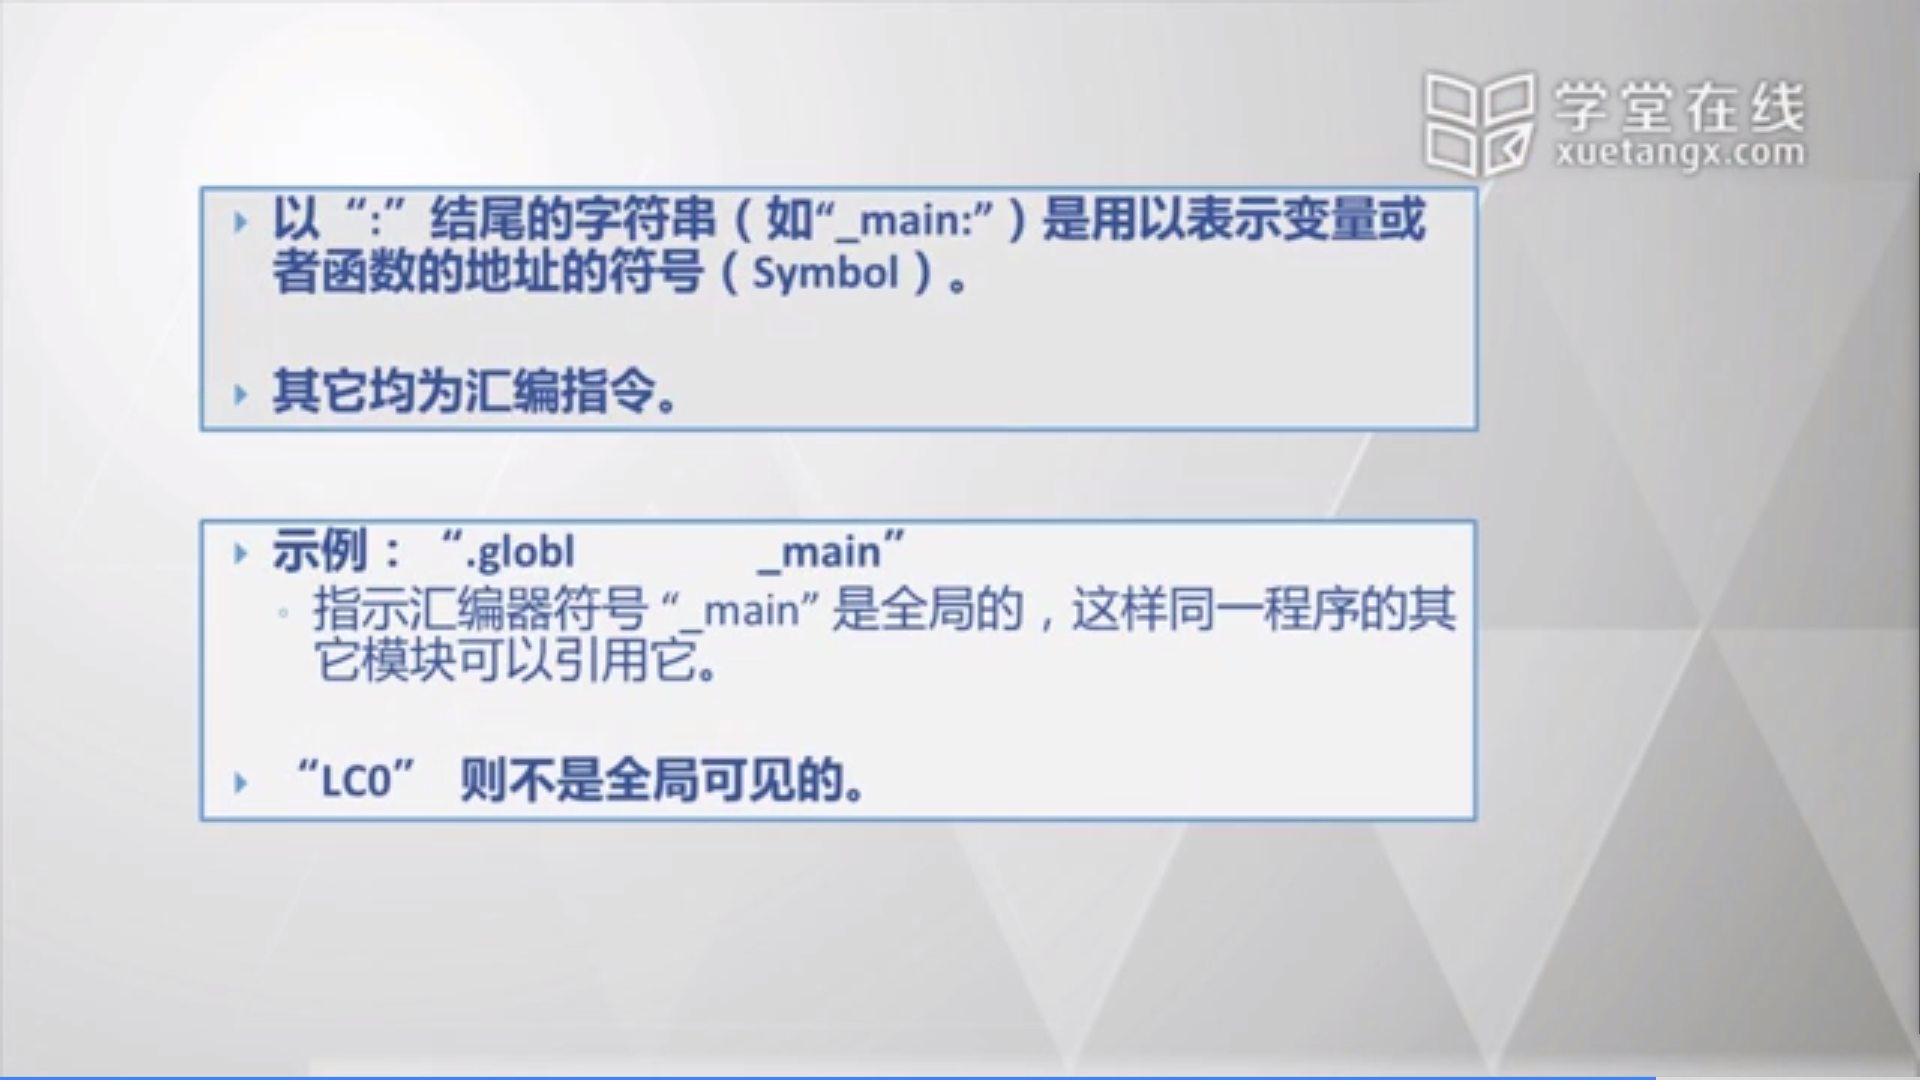 学堂在线
xuetangx.com
以“:”结尾的字符串（如“_main:”）是用以表示变量或
者函数的地址的符号（Symbol）。
其它均为汇编指令。
示例：“.globl _main”
指示汇编器符号“_main”是全局的，这样同一程序的其
它模块可以引用它。
“LC0” 则不是全局可见的。